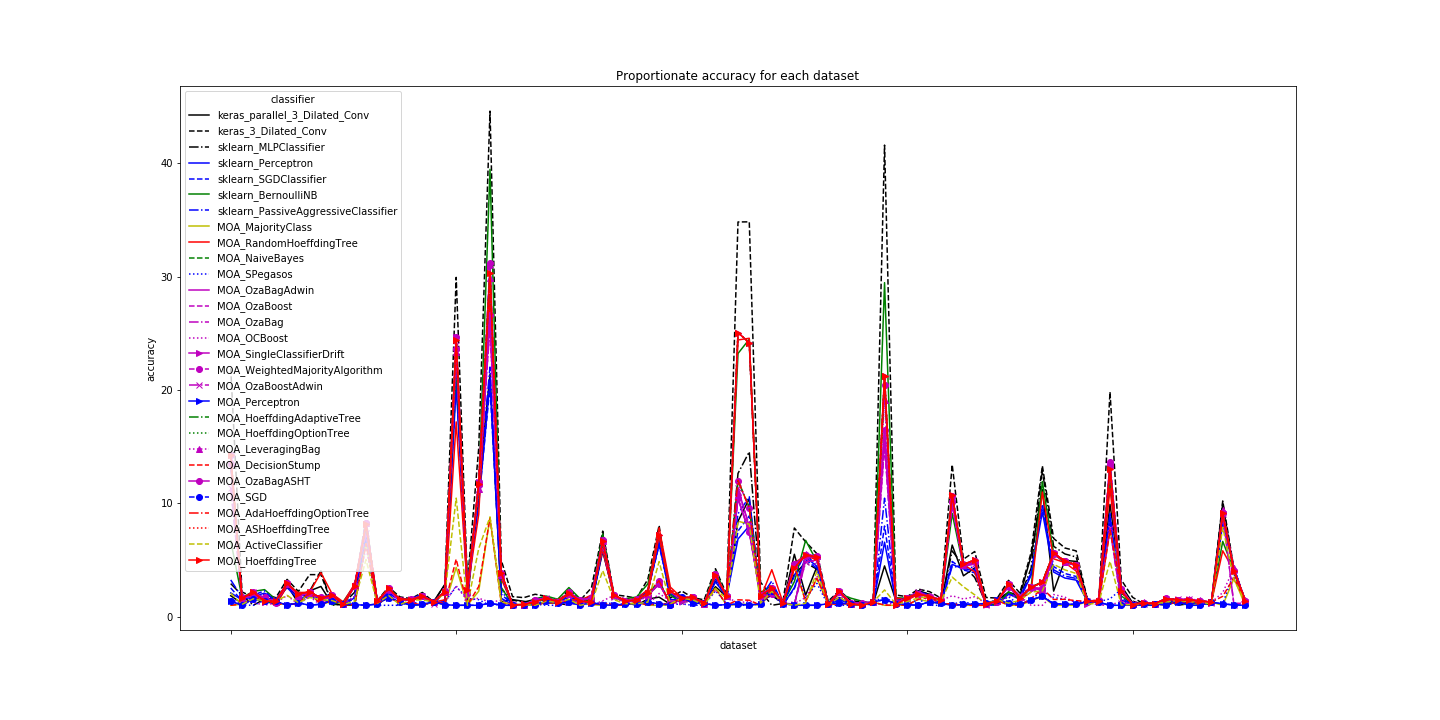 Proportionate accuracy for each dataset
classifier
keras_parallel_3_Dilated_Conv
keras_3_Dilated_Conv
sklearn_MLPClassifier
sklearn_Perceptron
sklearn_SGDClassifier
sklearn_BernoulliNB
sklearn_PassiveAggressiveClassifier
MOA_MajorityClass
MOA_RandomHoeffdingTree
MOA_NaiveBayes
MOA_SPegasos
MOA_OzaBagAdwin
MOA_OzaBoost
MOA_OzaBag
MOA_OCBoost
MOA_SingleClassifierDrift
MOA_WeightedMajorityAlgorithm
MOA_OzaBoostAdwin
MOA_Perceptron
MOA_HoeffdingAdaptiveTree
MOA_HoeffdingOptionTree
MOA_LeveragingBag
MOA_DecisionStump
MOA_OzaBagASHT
MOA_SGD
MOA_AdaHoeffdingOptionTree
MOA_ASHoeffdingTree
MOA_ActiveClassifier
MOA_HoeffdingTree
accuracy
40
30
20
10
0
dataset